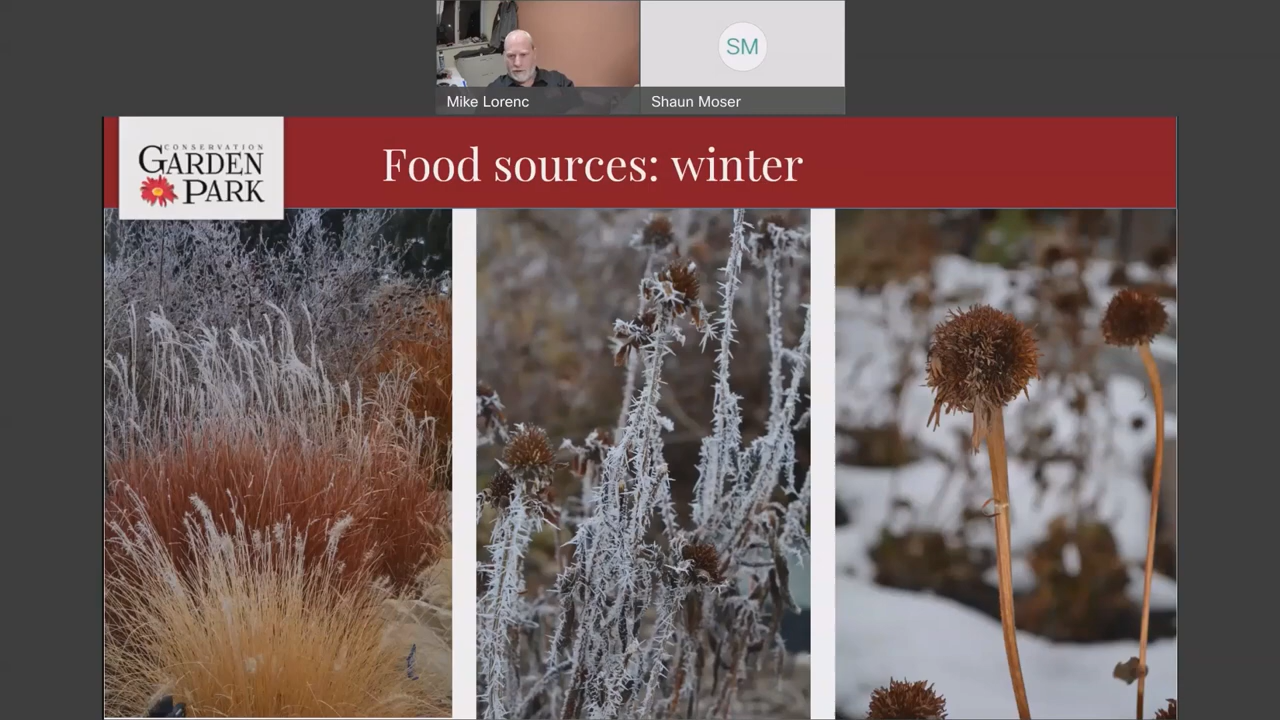 SM
Mike Lorenc
Shaun Moser
CONSERVATION
GARDEN
PARK
Food sources: winter